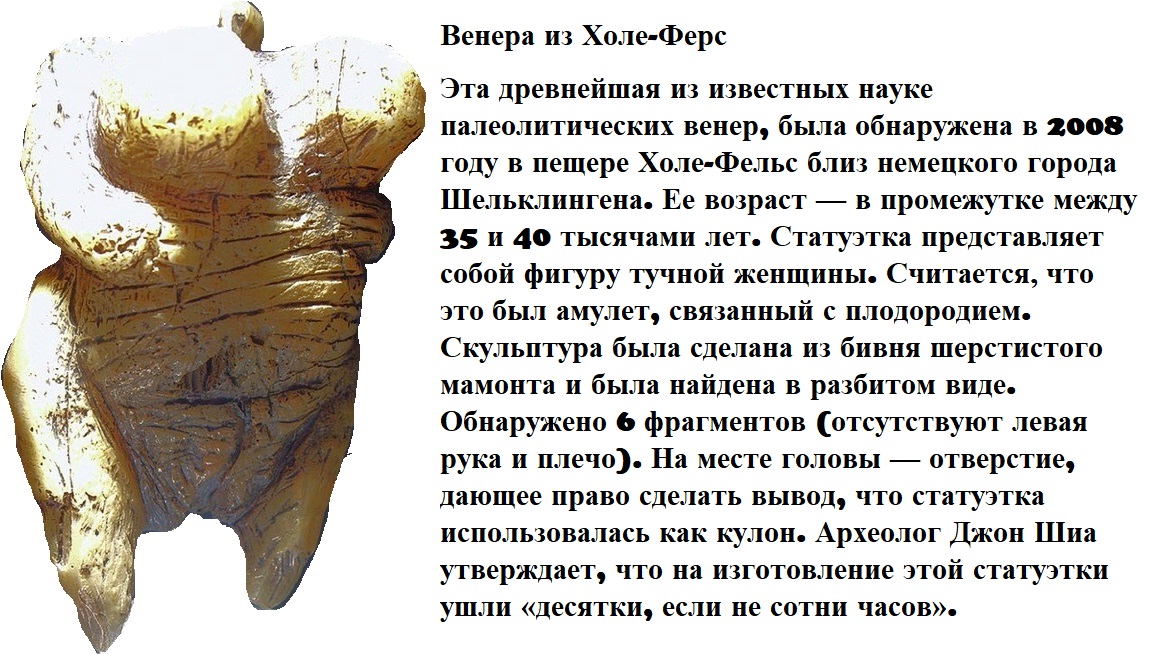 Венера из Холе-Ферс
Эта древнейшая из известных науке
палеолитических венер, была обнаружена в 2008
году в пещере Холе-Фельс близ немецкого города
Шельклингена. Ее возраст — в промежутке между
35 и 40 тысячами лет. Статуэтка представляет
собой фигуру тучной женщины. Считается, что
это был амулет, связанный с плодородием.
Скульптура была сделана из бивня шерстистого
мамонта и была найдена в разбитом виде.
Обнаружено 6 фрагментов (отсутствуют левая
рука и плечо). На месте головы — отверстие,
дающее право сделать вывод, что статуэтка
использовалась как кулон. Археолог Джон Шиа
утверждает, что на изготовление этой статуэтки
ушли «десятки, если не сотни часов».